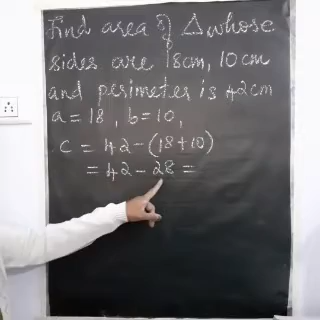 Find area of △ whose
sides are 18cm, 10cm
and perimeter is 42cm
a = 18, b = 10,
c = 42 - (18+10)
= 42 - 28 =